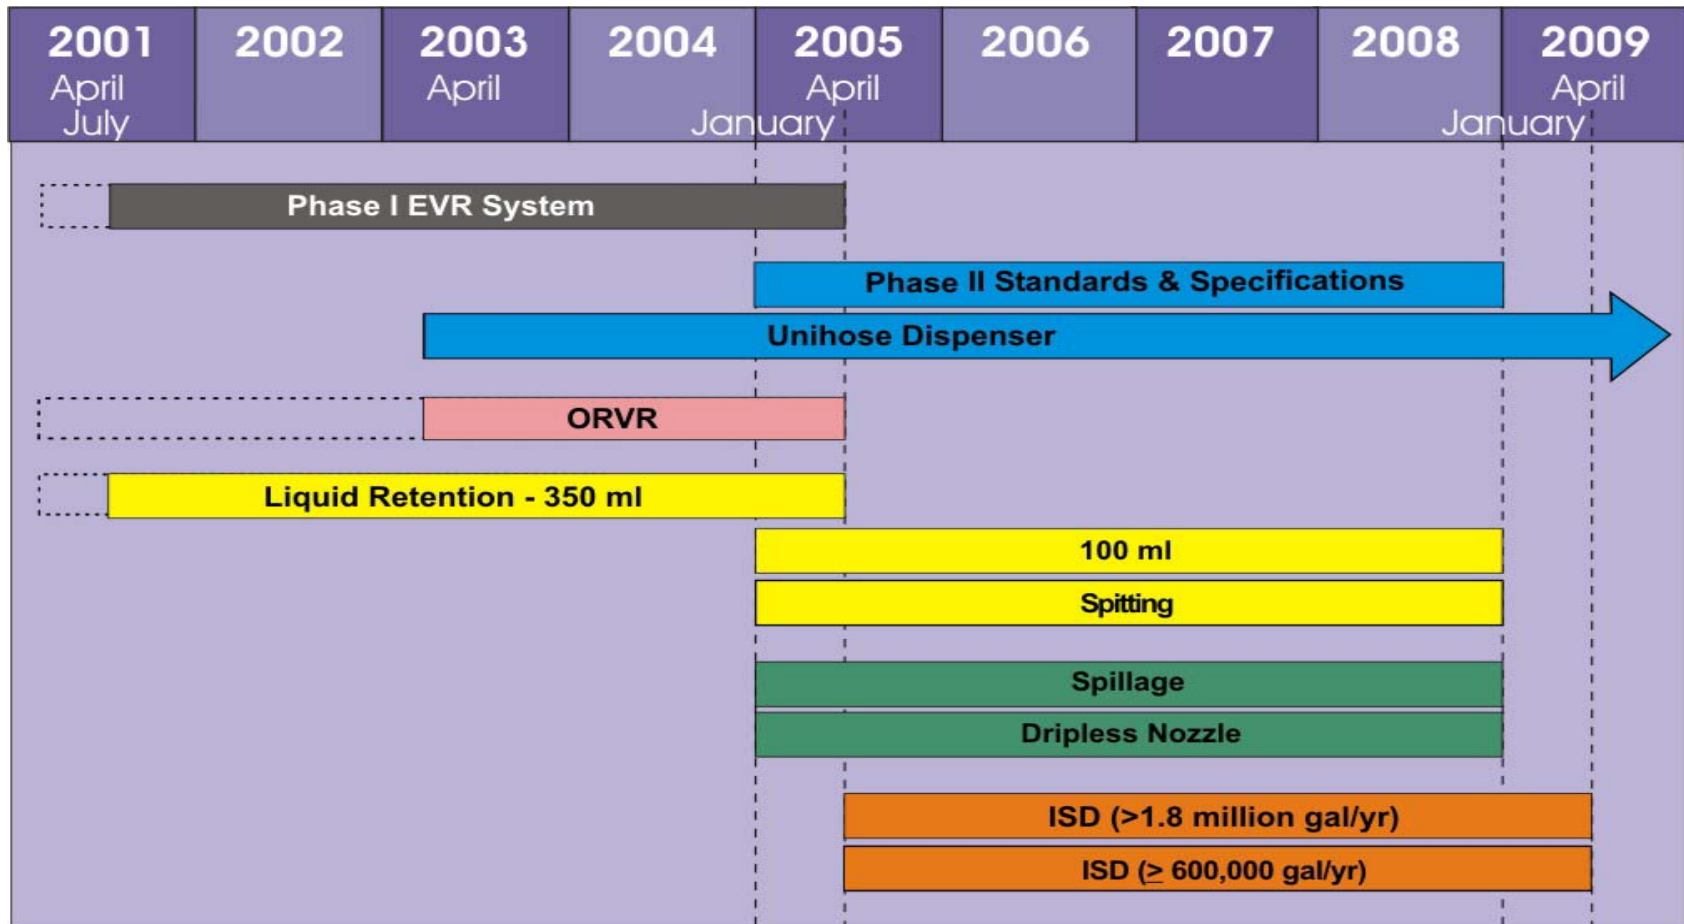 2001 2002 2003 2004 2005 2006 2007 2008 2009
April April April April
July January January
Phase I EVR System
Phase II Standards & Specifications
Unihose Dispenser
ORVR
Liquid Retention - 350 ml
100 ml
Spitting
Spillage
Dripless Nozzle
ISD (>1.8 million gal/yr)
ISD (≥ 600,000 gal/yr)